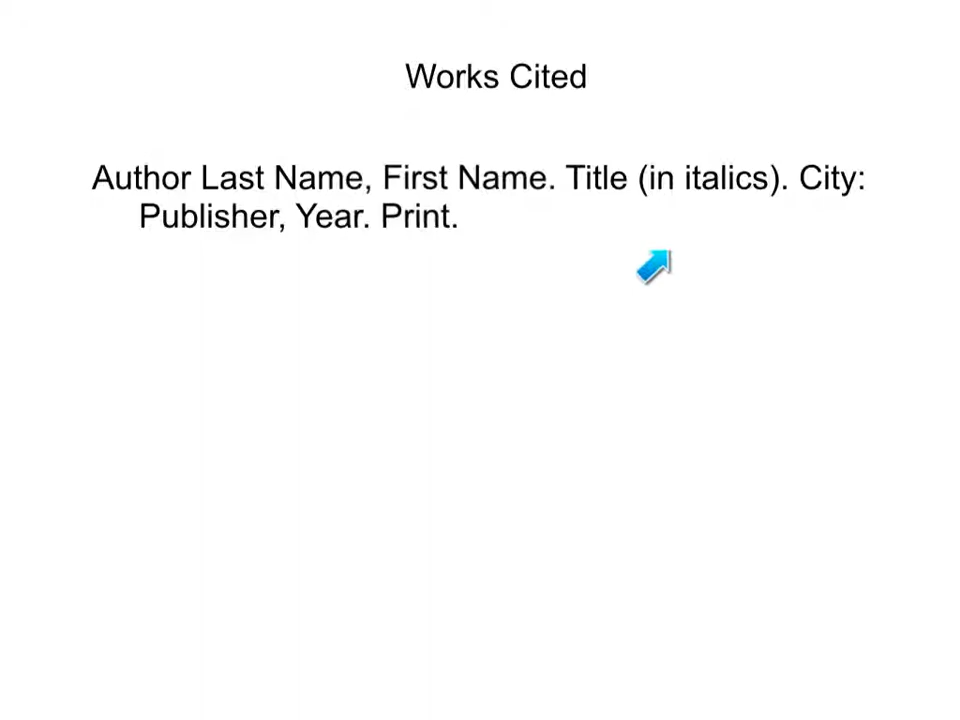 Works Cited
Author Last Name, First Name. Title (in italics). City:
Publisher, Year. Print.